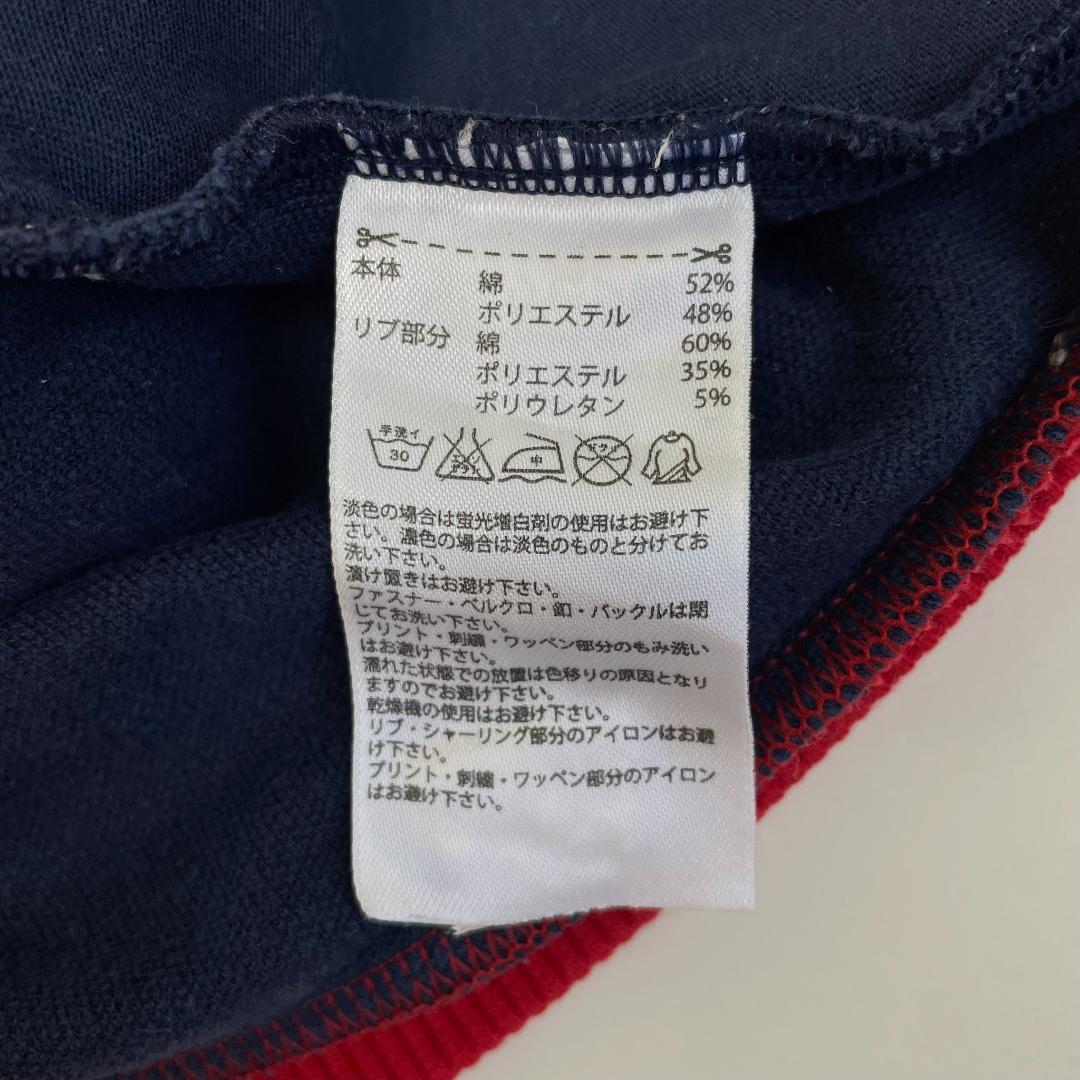 本体 綿 52%
ポリエステル 48%
リブ部分 綿 60%
ポリエステル 35%
ポリウレタン 5%
手洗イ 30 エンソサラシ 中 ドライ
淡色の場合は蛍光増白剤の使用はお避け下
さい。濃色の場合は淡色のものと分けてお
洗い下さい。
漬け置きはお避け下さい。
ファスナー・ベルクロ・釦・バックルは閉
じてお洗い下さい。
プリント・刺繍・ワッペン部分のもみ洗い
はお避け下さい。
濡れた状態での放置は色移りの原因となり
ますのでお避け下さい。
乾燥機の使用はお避け下さい。
リブ・シャーリング部分のアイロンはお避
け下さい。
プリント・刺繍・ワッペン部分のアイロン
はお避け下さい。